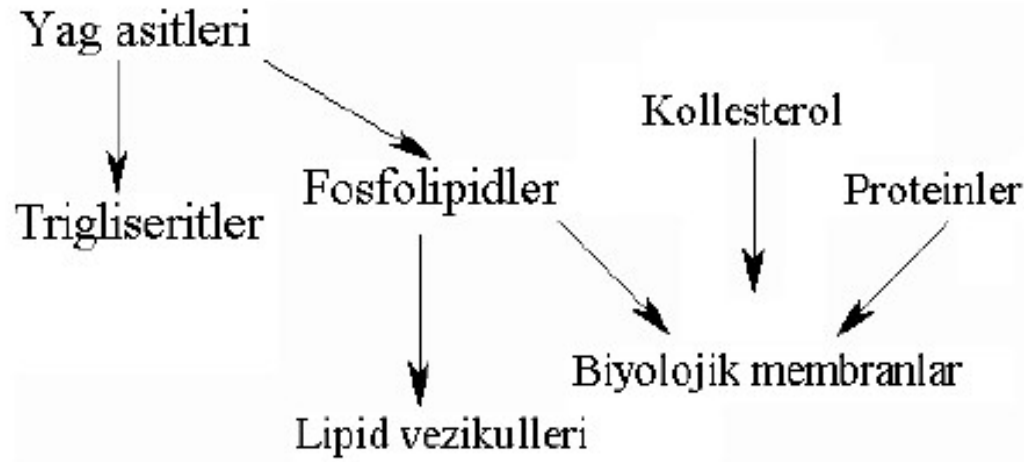 Yag asitleri
Kollesterol
Fosfolipidler
Proteinler
Trigliseritler
Biyolojik membranlar
Lipid vezikulleri